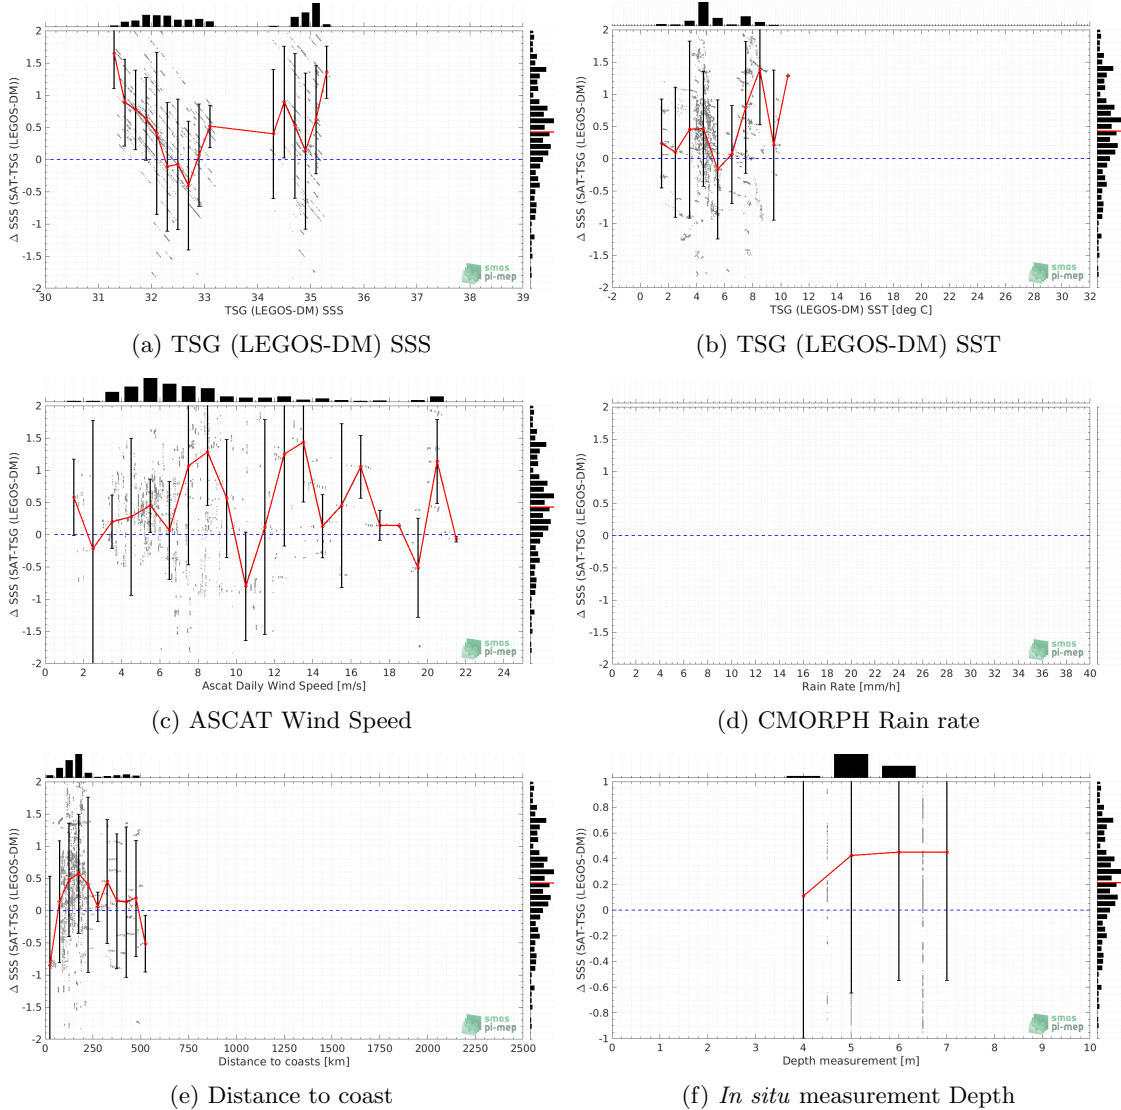 Δ SSS (SAT-TSG (LEGOS-DM))
2
1.5
1
0.5
0
-0.5
-1
-1.5
-2
30 31 32 33 34 35 36 37 38 39
TSG (LEGOS-DM) SSS
smos
pi-mep
(a) TSG (LEGOS-DM) SSS
Δ SSS (SAT-TSG (LEGOS-DM))
2
1.5
1
0.5
0
-0.5
-1
-1.5
-2
-2 0 2 4 6 8 10 12 14 16 18 20 22 24 26 28 30 32
TSG (LEGOS-DM) SST [deg C]
smos
pi-mep
(b) TSG (LEGOS-DM) SST
Δ SSS (SAT-TSG (LEGOS-DM))
2
1.5
1
0.5
0
-0.5
-1
-1.5
-2
0 2 4 6 8 10 12 14 16 18 20 22 24
Ascat Daily Wind Speed [m/s]
smos
pi-mep
(c) ASCAT Wind Speed
Δ SSS (SAT-TSG (LEGOS-DM))
2
1.5
1
0.5
0
-0.5
-1
-1.5
-2
0 2 4 6 8 10 12 14 16 18 20 22 24 26 28 30 32 34 36 38 40
Rain Rate [mm/h]
smos
pi-mep
(d) CMORPH Rain rate
Δ SSS (SAT-TSG (LEGOS-DM))
2
1.5
1
0.5
0
-0.5
-1
-1.5
-2
0 250 500 750 1000 1250 1500 1750 2000 2250 2500
Distance to coasts [km]
smos
pi-mep
(e) Distance to coast
Δ SSS (SAT-TSG (LEGOS-DM))
1
0.8
0.6
0.4
0.2
0
-0.2
-0.4
-0.6
-0.8
-1
0 1 2 3 4 5 6 7 8 9 10
Depth measurement [m]
smos
pi-mep
(f) In situ measurement Depth